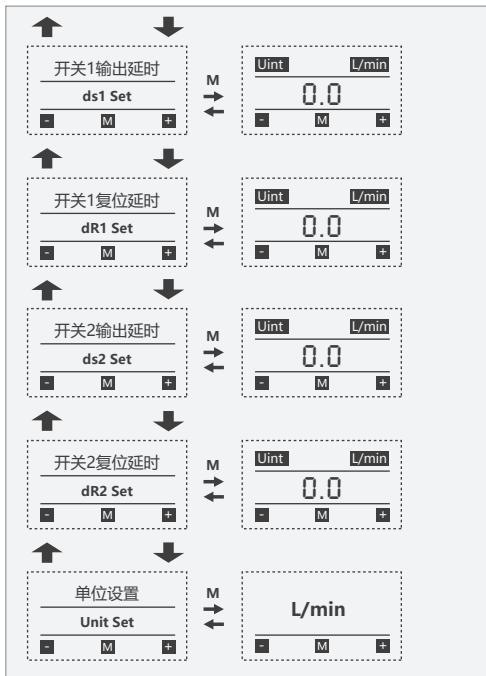 开关1输出延时
ds1 Set
- M +
M
Uint L/min
0.0
- M +
开关1复位延时
dR1 Set
- M +
M
Uint L/min
0.0
- M +
开关2输出延时
ds2 Set
- M +
M
Uint L/min
0.0
- M +
开关2复位延时
dR2 Set
- M +
M
Uint L/min
0.0
- M +
单位设置
Unit Set
- M +
M
L/min
- M +